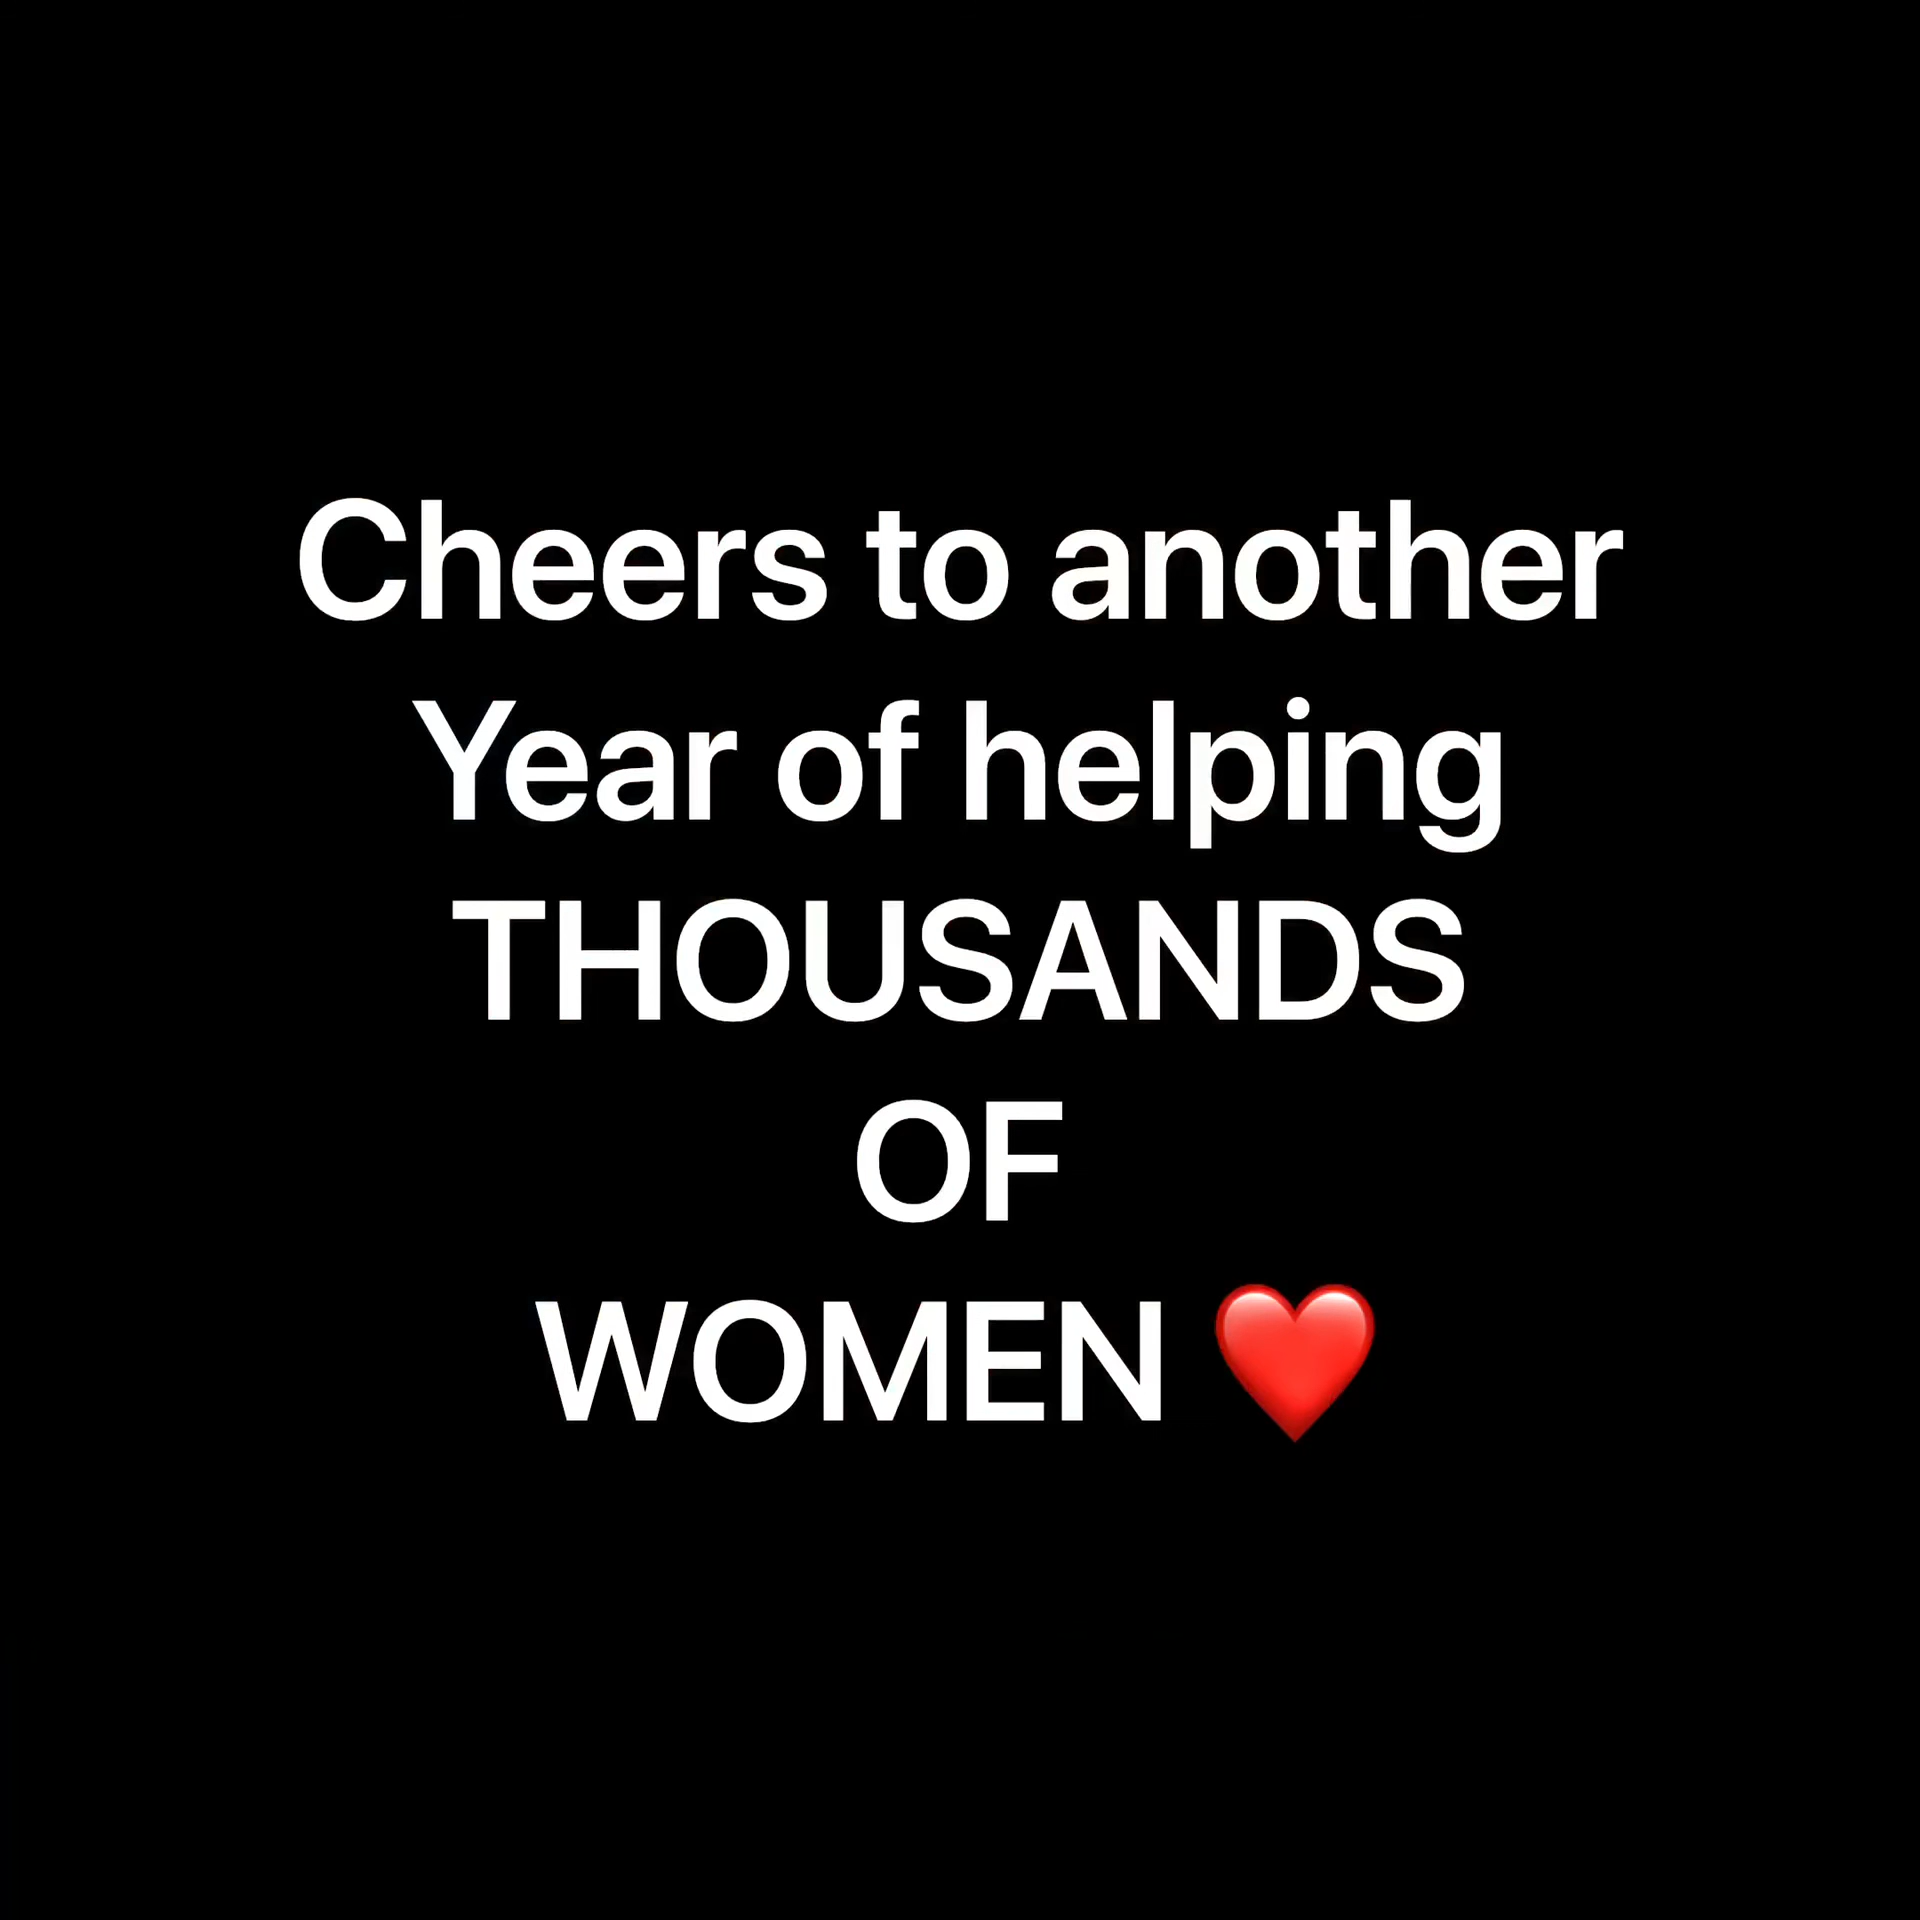 Cheers to another
Year of helping
THOUSANDS
OF
WOMEN ❤️